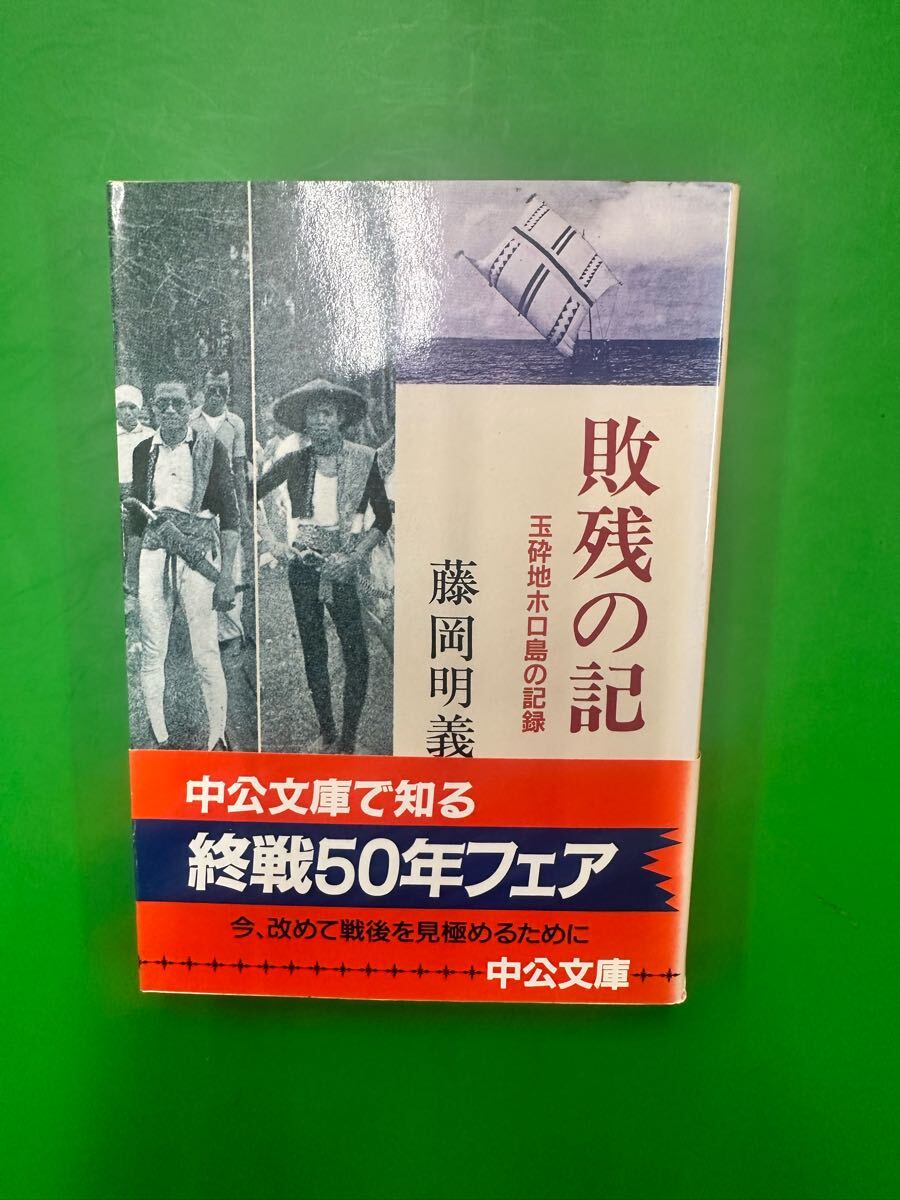 敗残の記
玉砕地ホロ島の記録
藤岡明義
中公文庫で知る
終戦50年フェア
今、改めて戦後を見極めるために
中公文庫